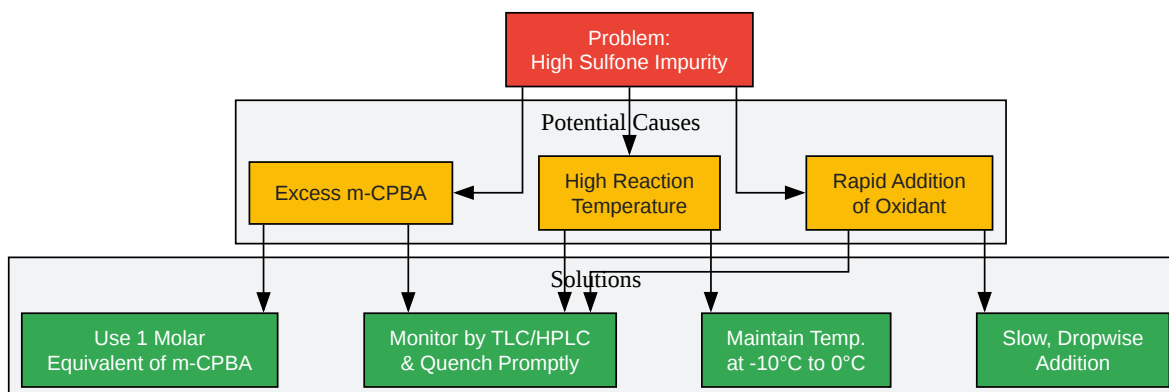 Problem:
High Sulfone Impurity
Potential Causes
Excess m-CPBA
High Reaction
Temperature
Rapid Addition
of Oxidant
Solutions
Use 1 Molar
Equivalent of m-CPBA
Monitor by TLC/HPLC
& Quench Promptly
Maintain Temp.
at -10°C to 0°C
Slow, Dropwise
Addition